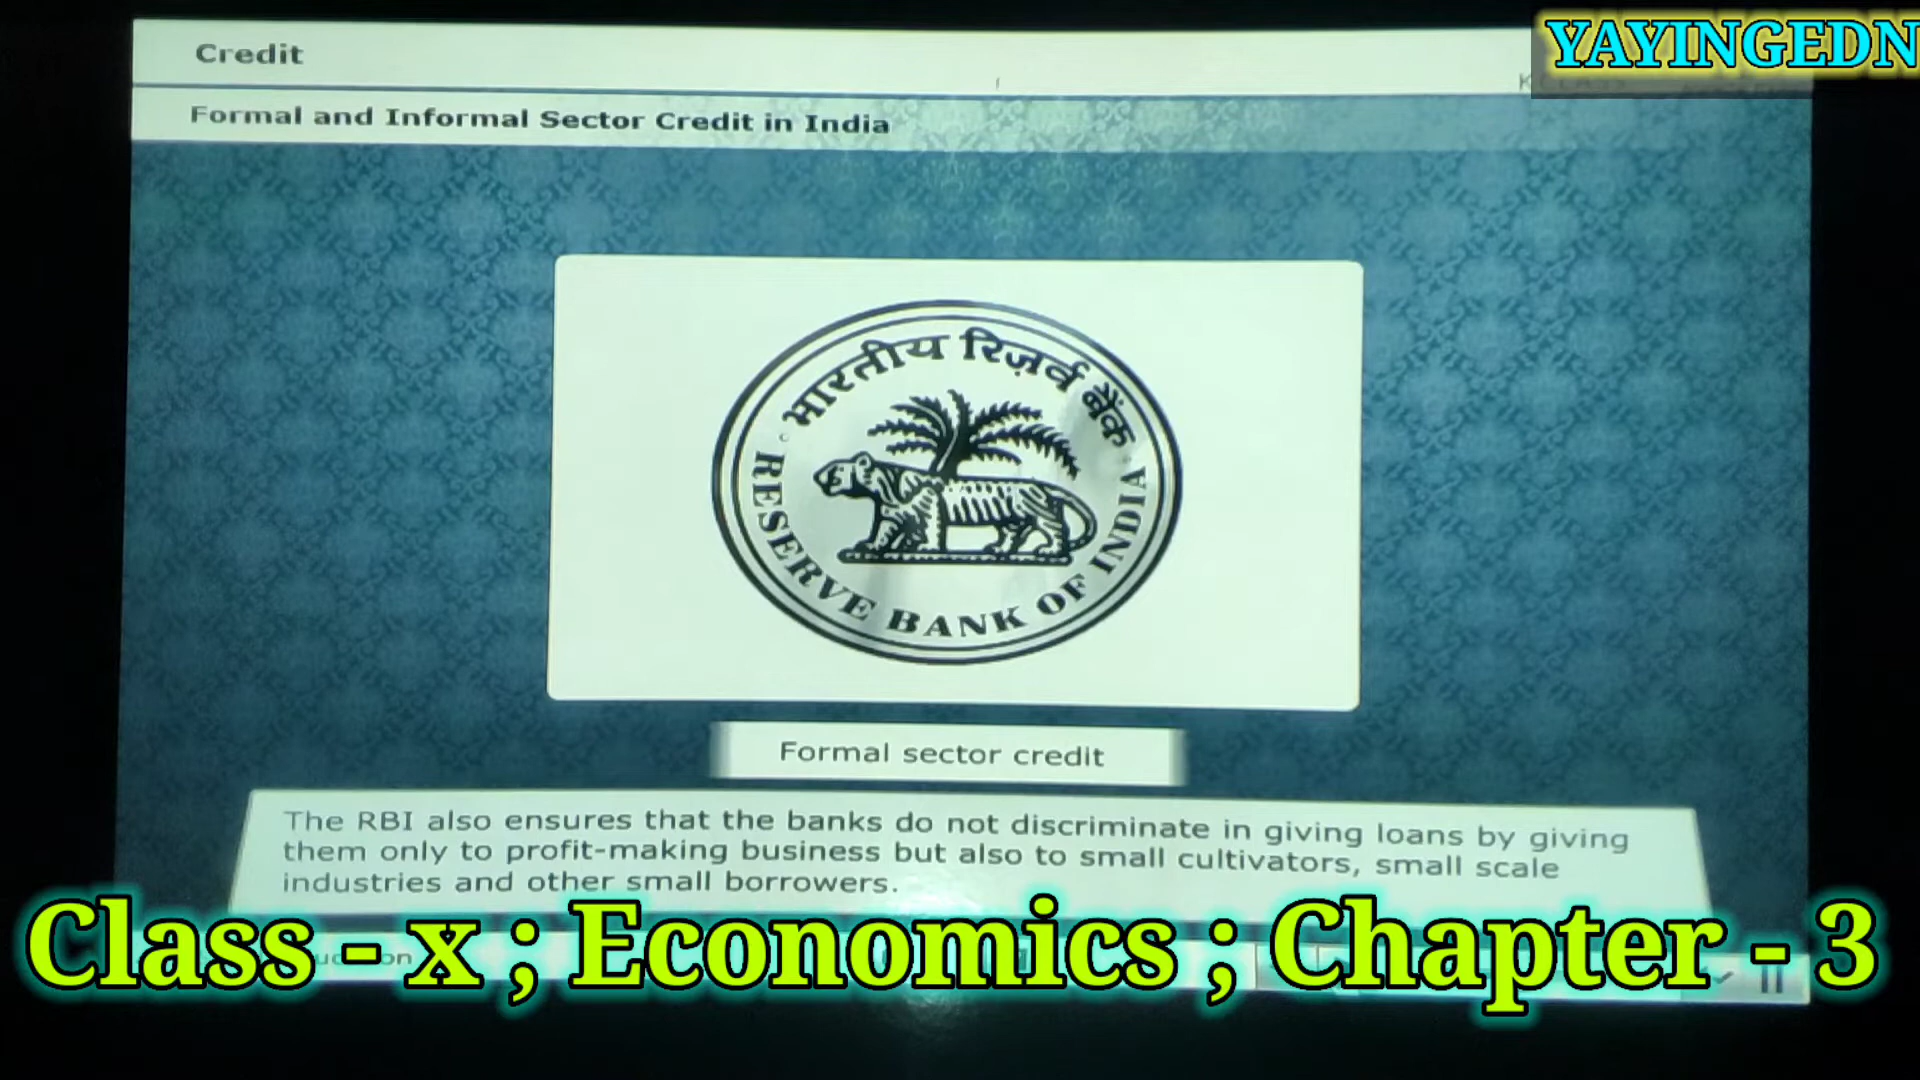 YAYINGEDN
Credit
Formal and Informal Sector Credit in India
भारतीय रिज़र्व बैंक
RESERVE BANK OF INDIA
Formal sector credit
The RBI also ensures that the banks do not discriminate in giving loans by giving
them only to profit-making business but also to small cultivators, small scale
industries and other small borrowers.
Class - x ; Economics ; Chapter - 3